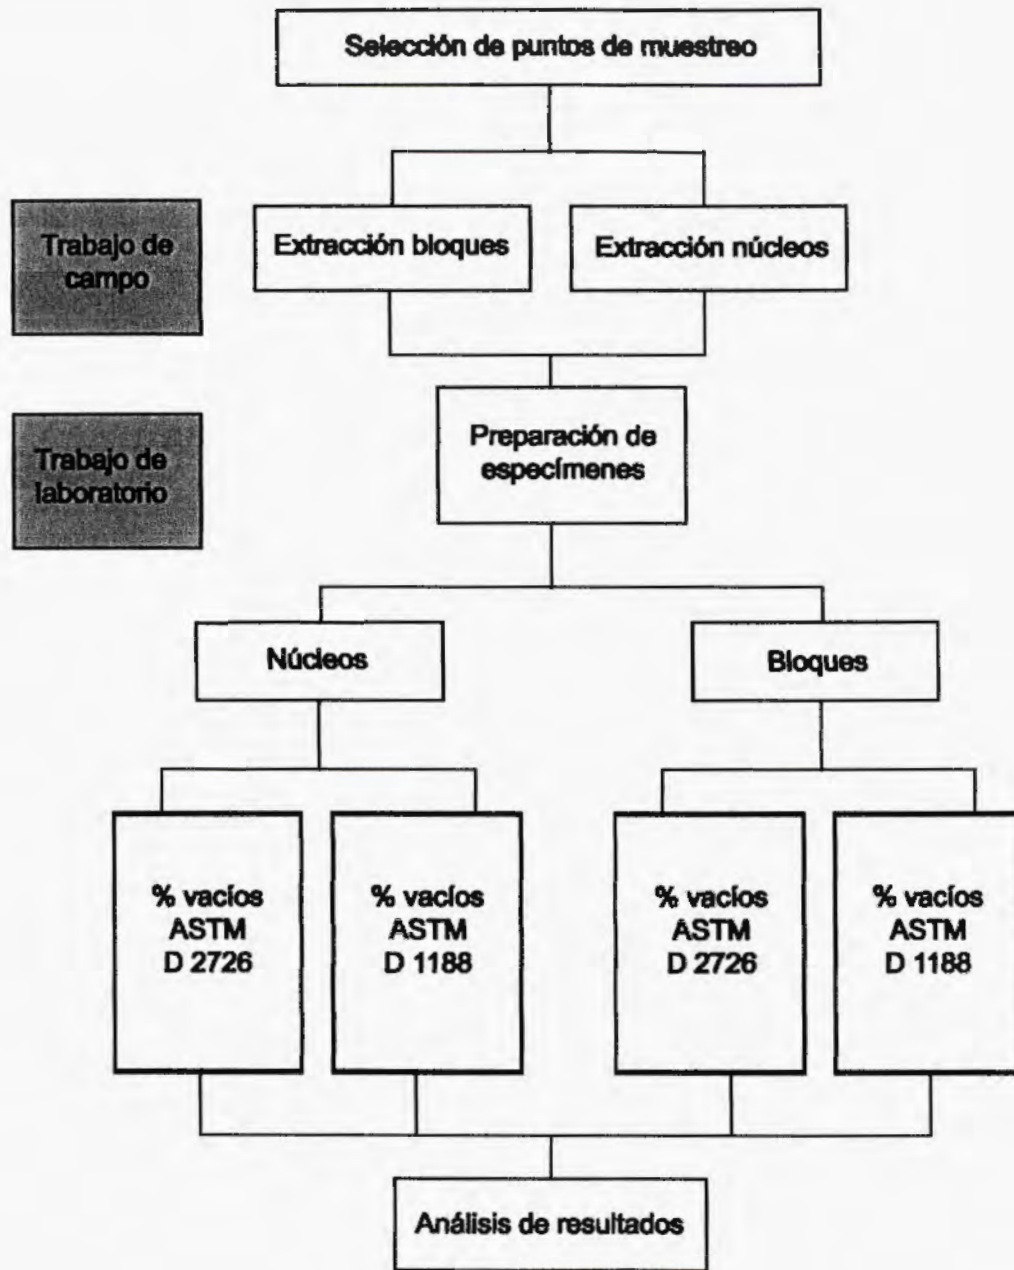 Selección de puntos de muestreo
Trabajo de
campo
Extracción bloques
Extracción núcleos
Trabajo de
laboratorio
Preparación de
especímenes
Núcleos
Bloques
% vacíos
ASTM
D 2726
% vacíos
ASTM
D 1188
% vacíos
ASTM
D 2726
% vacíos
ASTM
D 1188
Análisis de resultados